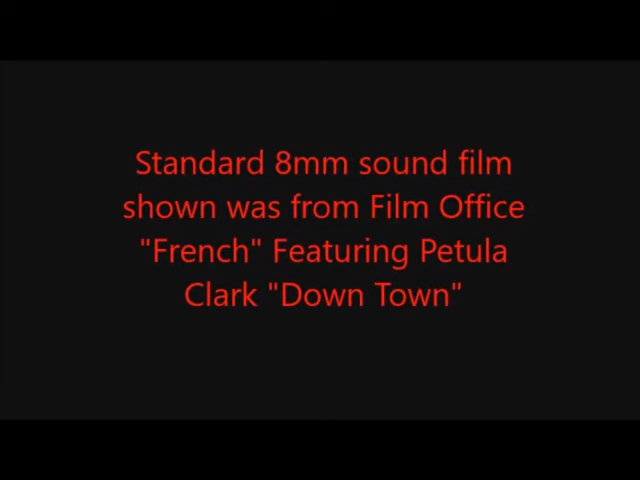 Standard 8mm sound film
shown was from Film Office
"French" Featuring Petula
Clark "Down Town"